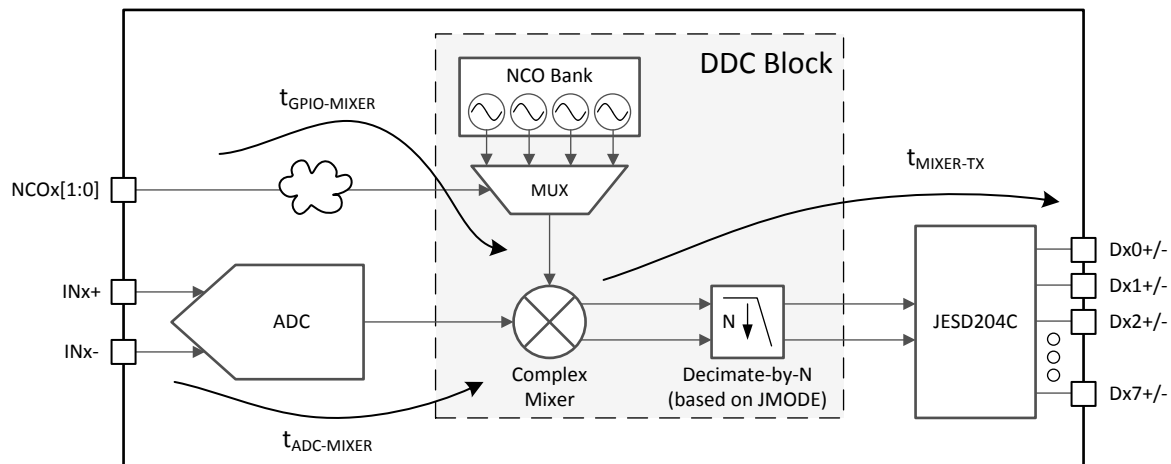 DDC Block
NCO Bank
tGPIO-MIXER
tMIXER-TX
NCOx[1:0]
MUX
Dx0+/-
INx+
Dx1+/-
ADC
N
JESD204C
Dx2+/-
INx-
Complex
Mixer
Decimate-by-N
(based on JMODE)
Dx7+/-
tADC-MIXER